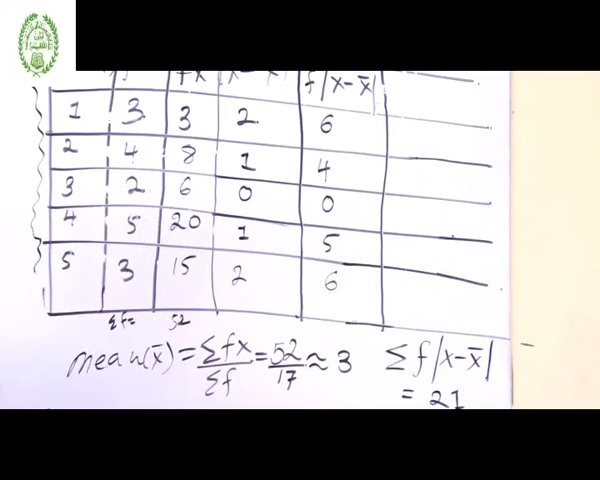 f fx |x-x̄| f|x-x̄|
1 3 3 2 6
2 4 8 1 4
3 2 6 0 0
4 5 20 1 5
5 3 15 2 6
Σf= 52
mean(x̄) = Σfx/Σf = 52/17 ≈ 3 Σf|x-x̄|
= 21